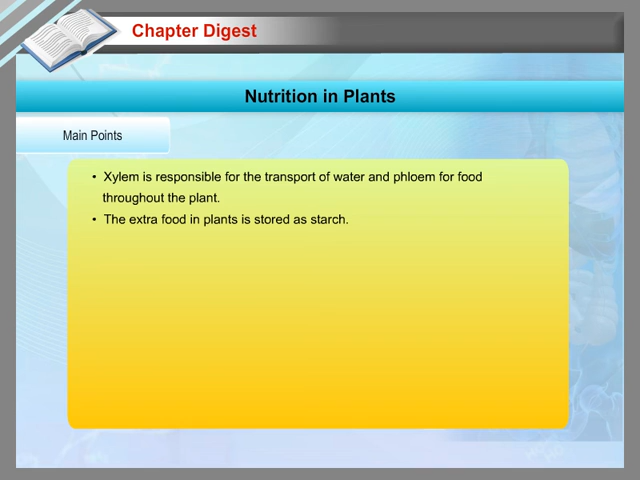 Chapter Digest
Nutrition in Plants
Main Points
• Xylem is responsible for the transport of water and phloem for food
throughout the plant.
• The extra food in plants is stored as starch.